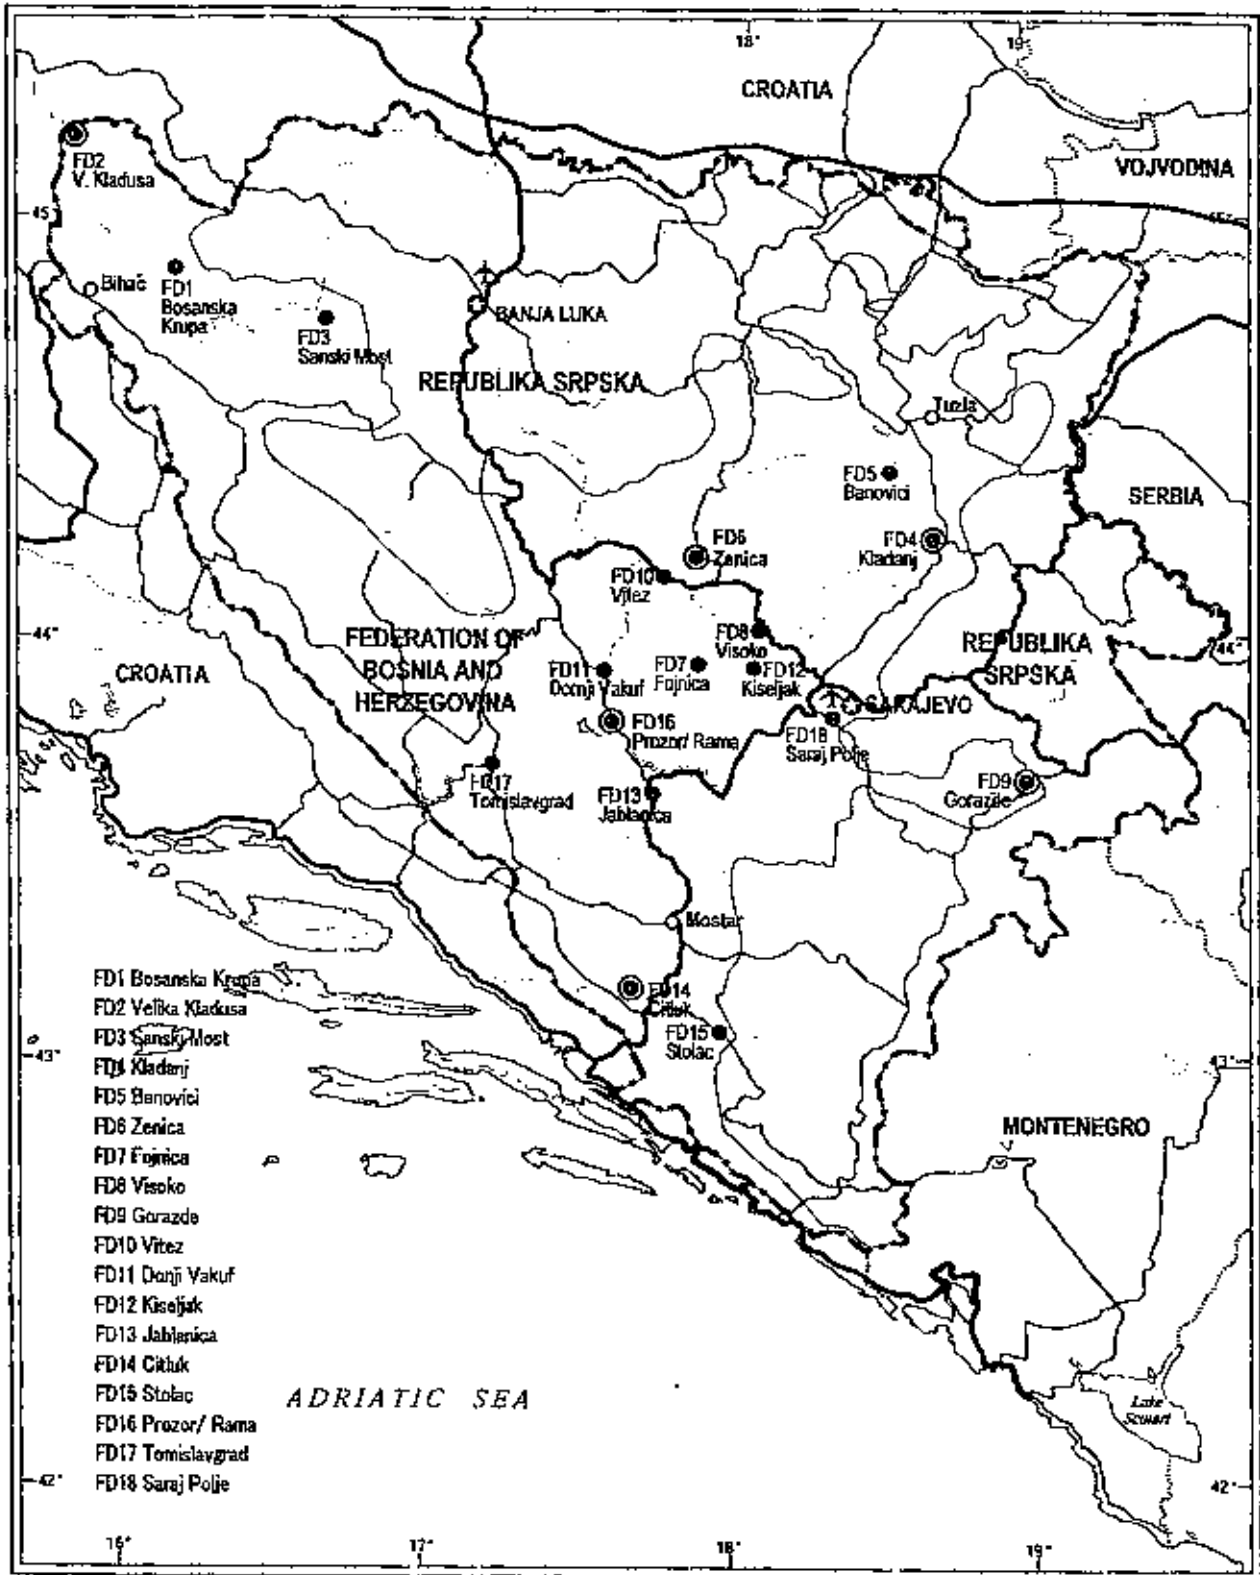 18°
19
CROATIA
VOJVODINA
FD2
V. Kladusa
45
45°
Bihać
FD1
Bosanska
Krupa
FD3
Sanski Most
BANJA LUKA
REPUBLIKA SRPSKA
Tuzla
FD5
Banovici
SERBIA
FD6
Zenica
FD4
Kladanj
FD10
Vitez
44°
44°
FD8
Visoko
REPUBLIKA
SRPSKA
FEDERATION OF
BOSNIA AND
HERZEGOVINA
CROATIA
FD11
Donji Vakuf
FD7
Fojnica
FD12
Kiseljak
SARAJEVO
FD16
Prozor/ Rama
FD18
Saraj Polje
FD17
Tomislavgrad
FD13
Jablanica
FD9
Gorazde
Mostar
FD14
Citluk
FD15
Stolac
43°
43°
MONTENEGRO
FD1 Bosanska Krupa
FD2 Velika Kladusa
FD3 Sanski Most
FD4 Kladanj
FD5 Banovici
FD6 Zenica
FD7 Fojnica
FD8 Visoko
FD9 Gorazde
FD10 Vitez
FD11 Donji Vakuf
FD12 Kiseljak
FD13 Jablanica
FD14 Citluk
FD15 Stolac
FD16 Prozor/ Rama
FD17 Tomislavgrad
FD18 Saraj Polje
ADRIATIC SEA
Lake
Scutari
42°
42°
16°
17°
18°
19°